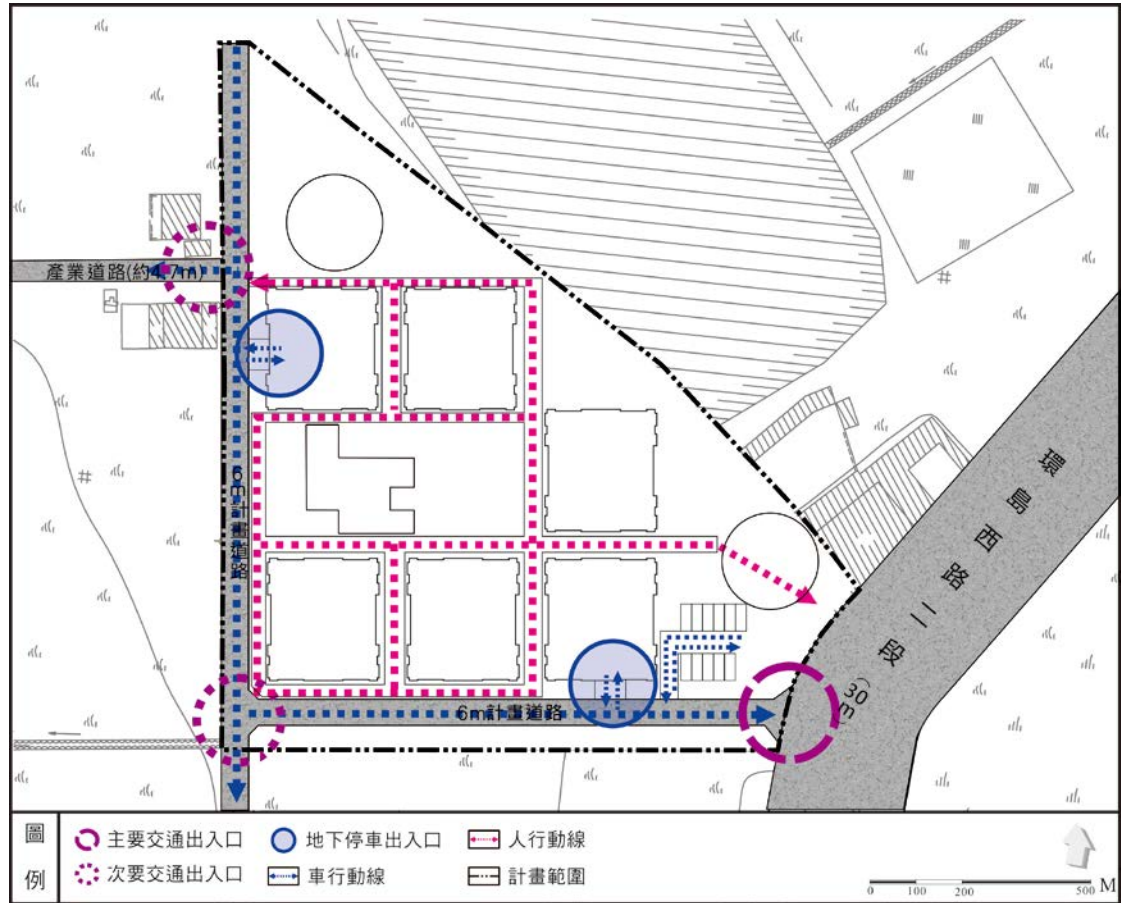 產業道路(約4.7m)
6m計畫道路
6m計畫道路
環島西路二段
(30m)
圖例
主要交通出入口
地下停車出入口
人行動線
次要交通出入口
車行動線
計畫範圍
0 100 200 500 M